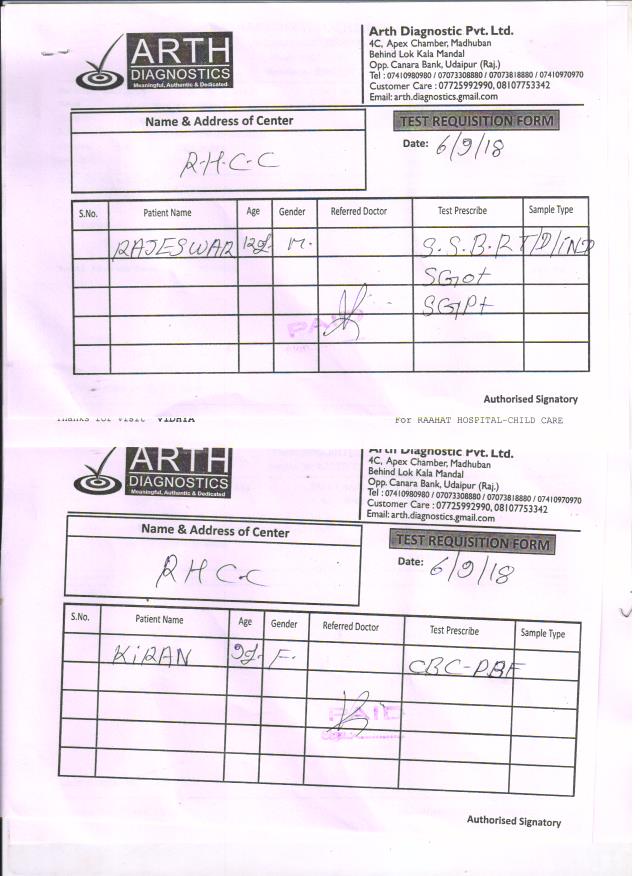 ARTH
DIAGNOSTICS
Meaningful, Authentic & Dedicated
Arth Diagnostic Pvt. Ltd.
4C, Apex Chamber, Madhuban
Behind Lok Kala Mandal
Opp. Canara Bank, Udaipur (Raj.)
Tel : 07410980980 / 07073308880 / 07073818880 / 07410970970
Customer Care : 07725992990, 08107753342
Email: arth.diagnostics.gmail.com
Name & Address of Center
TEST REQUISITION FORM
R-H-C-C
Date: 6/9/18
S.No. Patient Name Age Gender Referred Doctor Test Prescribe Sample Type
RAJESWAR 12y. M. S.S.B.R T/D/IND
SGot
SGPt
PAID
Authorised Signatory
Thanks for visit VIDHIA
For RAAHAT HOSPITAL-CHILD CARE
ARTH
DIAGNOSTICS
Meaningful, Authentic & Dedicated
Arth Diagnostic Pvt. Ltd.
4C, Apex Chamber, Madhuban
Behind Lok Kala Mandal
Opp. Canara Bank, Udaipur (Raj.)
Tel : 07410980980 / 07073308880 / 07073818880 / 07410970970
Customer Care : 07725992990, 08107753342
Email: arth.diagnostics.gmail.com
Name & Address of Center
TEST REQUISITION FORM
R H C-C
Date: 6/9/18
S.No. Patient Name Age Gender Referred Doctor Test Prescribe Sample Type
KIRAN 9y. F. CBC-PBF
PAID
Authorised Signatory